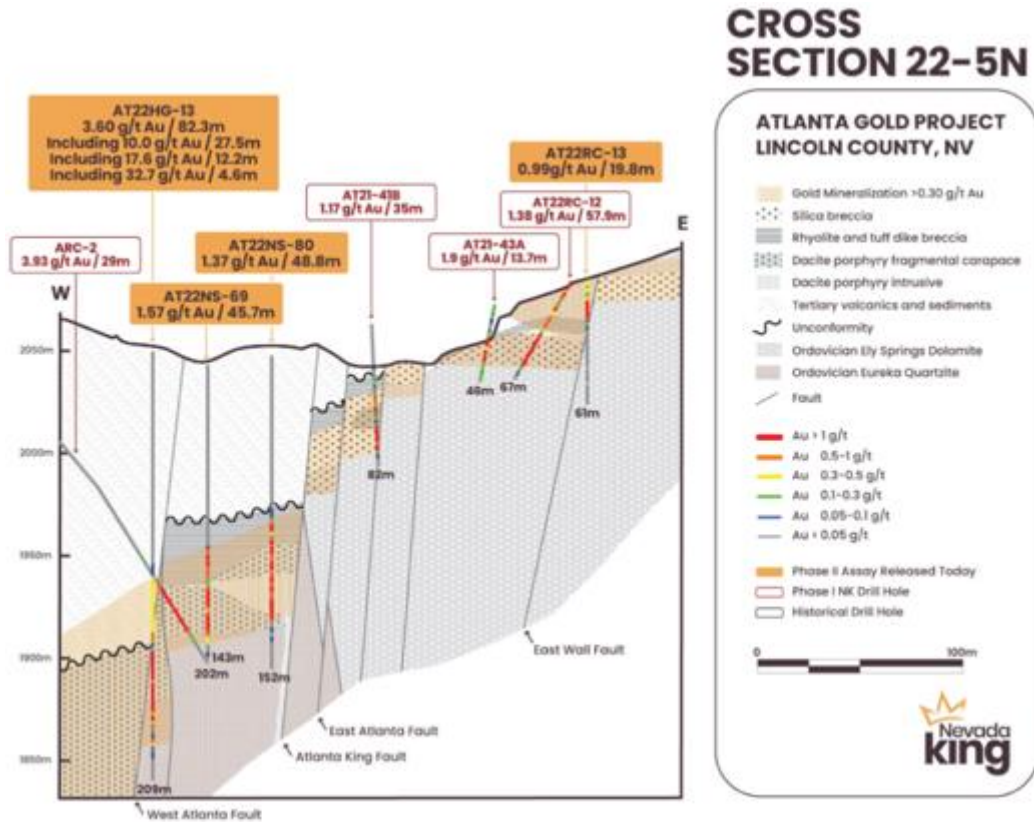 CROSS
SECTION 22-5N
ATLANTA GOLD PROJECT
LINCOLN COUNTY, NV
Gold Mineralization >0.30 g/t Au
Silica breccia
Rhyolite and tuff dike breccia
Dacite porphyry fragmental carapace
Dacite porphyry intrusive
Tertiary volcanics and sediments
Unconformity
Ordovician Ely Springs Dolomite
Ordovician Eureka Quartzite
Fault
Au > 1 g/t
Au 0.5-1 g/t
Au 0.3-0.5 g/t
Au 0.1-0.3 g/t
Au 0.05-0.1 g/t
Au 0.05 g/t
Phase II Assay Released Today
Phase I NK Drill Hole
Historical Drill Hole
0 100m
Nevada
king
AT22HG-13
3.60 g/t Au / 82.3m
Including 10.0 g/t Au / 27.5m
Including 17.6 g/t Au / 12.2m
Including 32.7 g/t Au / 4.6m
AT22RC-13
0.99g/t Au / 19.8m
AT21-41B
1.17 g/t Au / 35m
AT22RC-12
1.38 g/t Au / 57.9m
ARC-2
3.93 g/t Au / 29m
AT22NS-80
1.37 g/t Au / 48.8m
AT21-43A
1.9 g/t Au / 13.7m
AT22NS-69
1.57 g/t Au / 45.7m
W
E
2050m
2000m
1950m
1900m
1850m
46m
67m
61m
82m
143m
202m
152m
209m
East Wall Fault
East Atlanta Fault
Atlanta King Fault
West Atlanta Fault